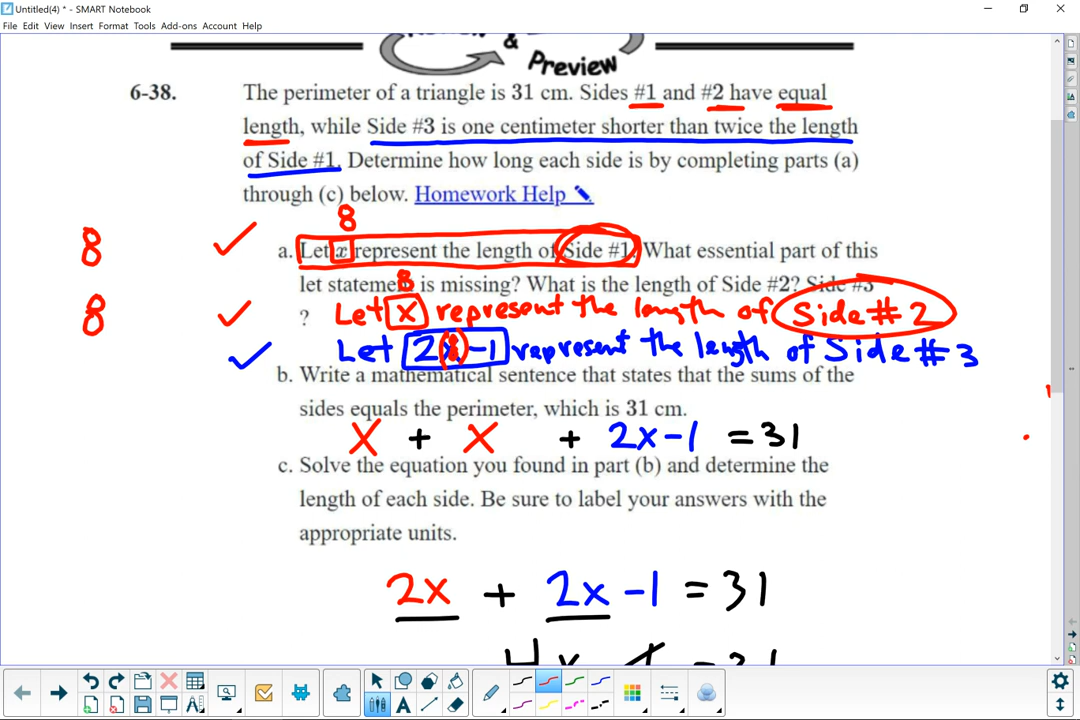 Untitled(4) * - SMART Notebook
File Edit View Insert Format Tools Add-ons Account Help
&
Preview
6-38. The perimeter of a triangle is 31 cm. Sides #1 and #2 have equal
length, while Side #3 is one centimeter shorter than twice the length
of Side #1. Determine how long each side is by completing parts (a)
through (c) below. Homework Help
8
8
a. Let x represent the length of Side #1. What essential part of this
let statement is missing? What is the length of Side #2? Side #3
8
?
8 Let x represent the length of Side #2
Let 2x-1 represent the length of Side #3
b. Write a mathematical sentence that states that the sums of the
sides equals the perimeter, which is 31 cm.
x + x + 2x-1 = 31
c. Solve the equation you found in part (b) and determine the
length of each side. Be sure to label your answers with the
appropriate units.
2x + 2x -1 = 31
4x = 31